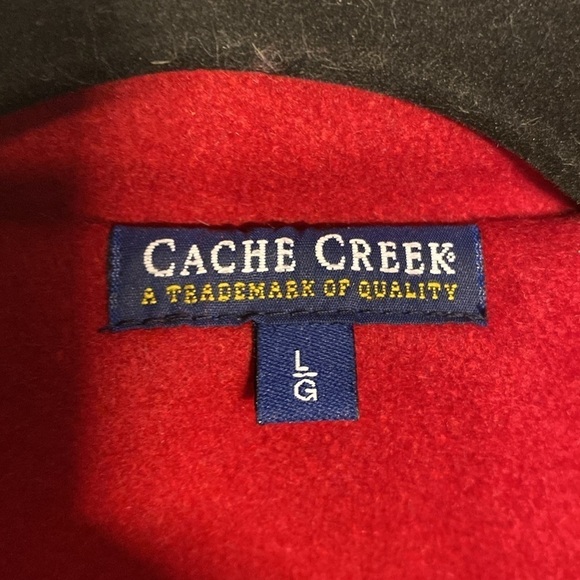 CACHE CREEK®
A TRADEMARK OF QUALITY
L
G